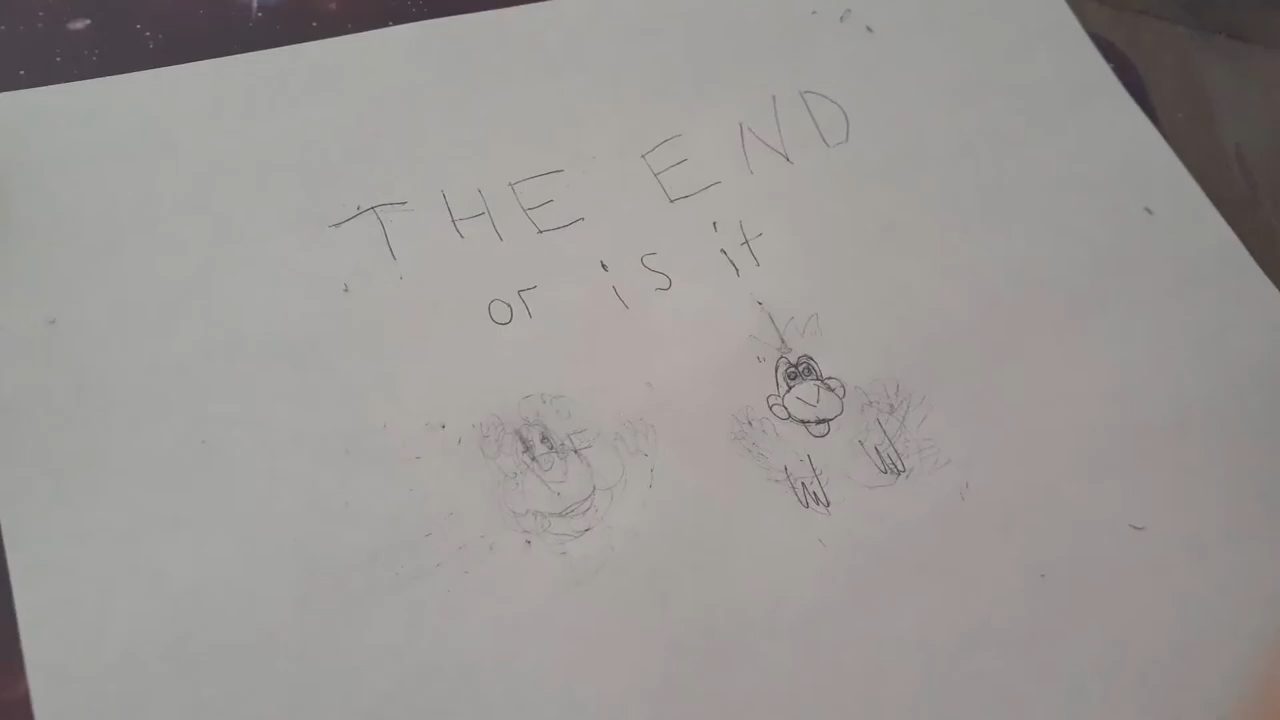 THE END
or is it